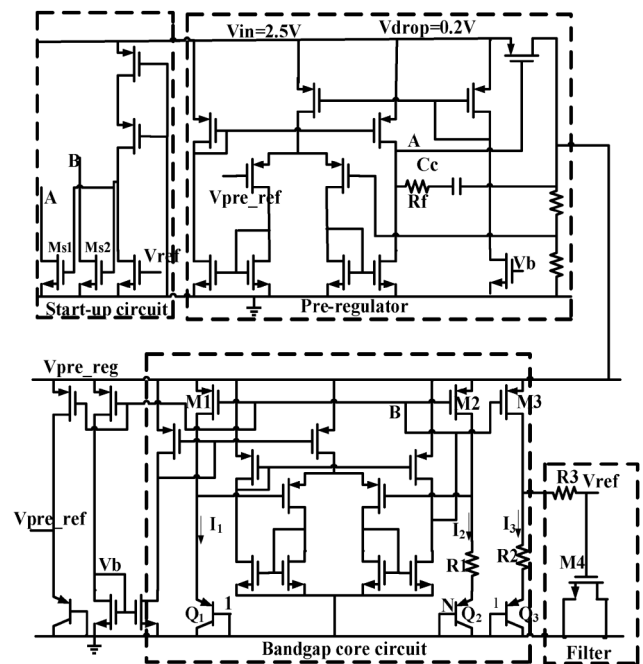 Vin=2.5V
Vdrop=0.2V
B
A
A
Cc
Vpre_ref
Rf
Ms1
Ms2
Vref
Vb
Start-up circuit
Pre-regulator
Vpre_reg
M1
B
M2
M3
R3
Vref
Vpre_ref
I1
I2
I3
Vb
R1
R2
M4
Q1
1
N
Q2
1
Q3
Bandgap core circuit
Filter